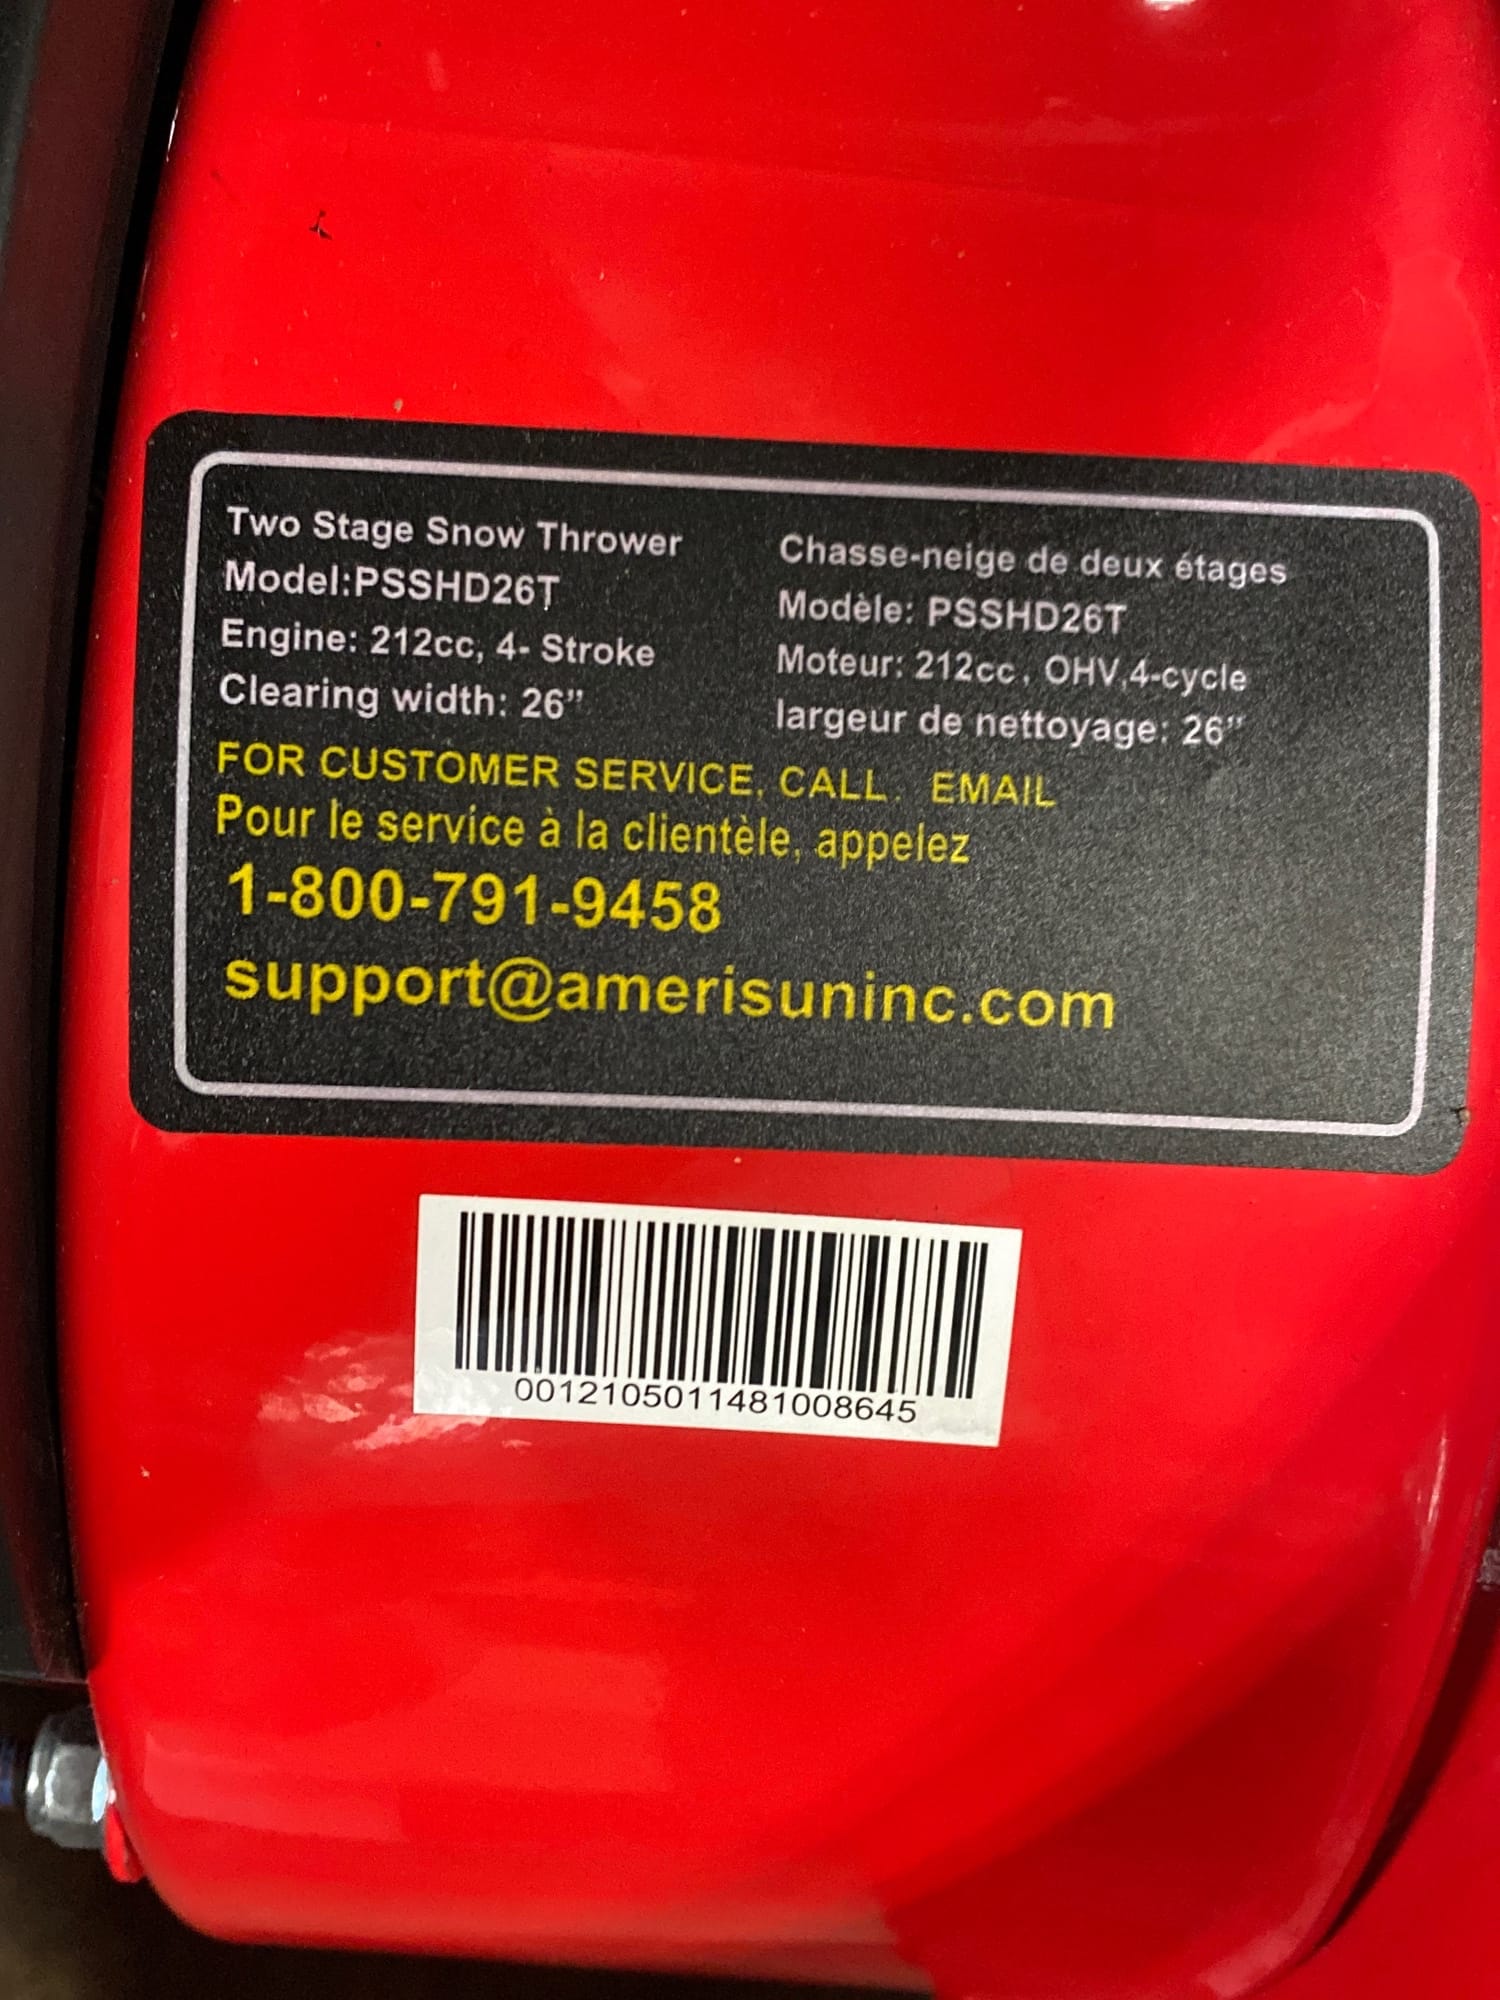 Two Stage Snow Thrower
Model:PSSHD26T
Engine: 212cc, 4- Stroke
Clearing width: 26”
Chasse-neige de deux étages
Modèle: PSSHD26T
Moteur: 212cc, OHV,4-cycle
largeur de nettoyage: 26"
FOR CUSTOMER SERVICE, CALL. EMAIL
Pour le service à la clientèle, appelez
1-800-791-9458
support@amerisuninc.com
0012105011481008645